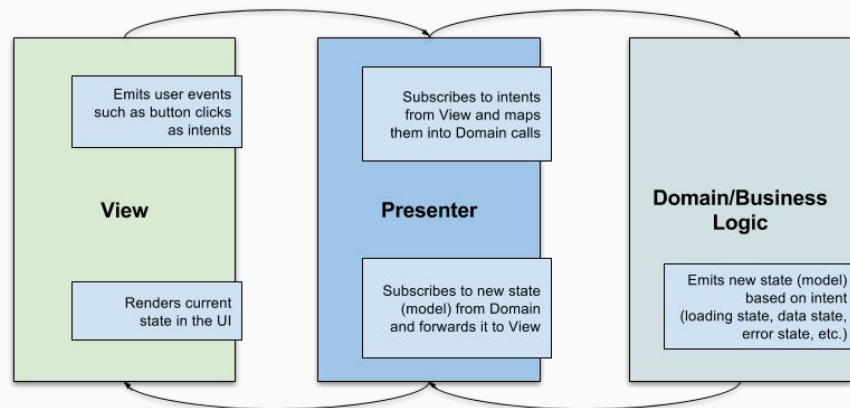 Emits user events
such as button clicks
as intents
View
Renders current
state in the UI
Subscribes to intents
from View and maps
them into Domain calls
Presenter
Subscribes to new state
(model) from Domain
and forwards it to View
Domain/Business
Logic
Emits new state (model)
based on intent
(loading state, data state,
error state, etc.)